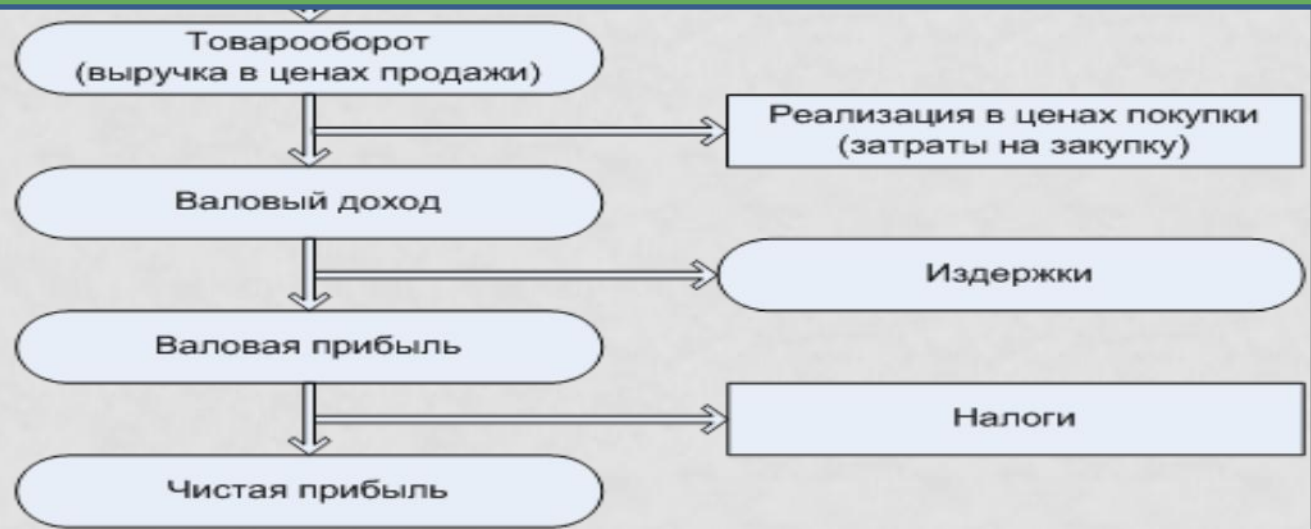 Товарооборот
(выручка в ценах продажи)
Реализация в ценах покупки
(затраты на закупку)
Валовый доход
Издержки
Валовая прибыль
Налоги
Чистая прибыль